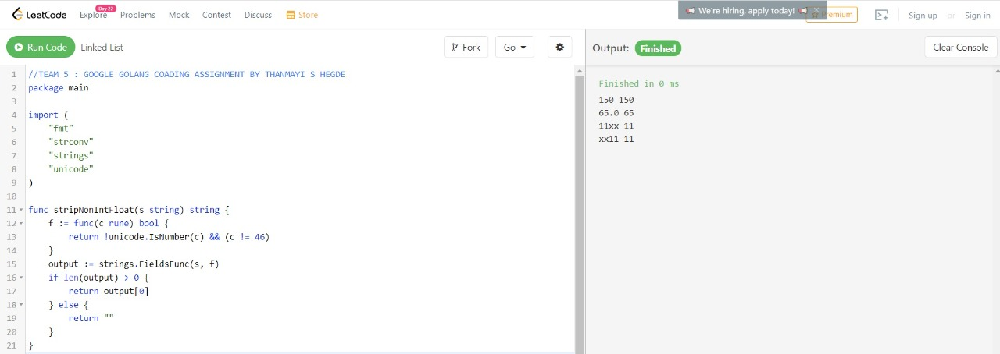 LeetCode Explore Day 22 Problems Mock Contest Discuss Store We're hiring, apply today! Premium Sign up or Sign in
Run Code Linked List Fork Go Output: Finished Clear Console
1 //TEAM 5 : GOOGLE GOLANG COADING ASSIGNMENT BY THANMAYI S HEGDE
2 package main
3
4 import (
5 "fmt"
6 "strconv"
7 "strings"
8 "unicode"
9 )
10
11 func stripNonIntFloat(s string) string {
12 f := func(c rune) bool {
13 return !unicode.IsNumber(c) && (c != 46)
14 }
15 output := strings.FieldsFunc(s, f)
16 if len(output) > 0 {
17 return output[0]
18 } else {
19 return ""
20 }
21 }
Finished in 0 ms
150 150
65.0 65
11xx 11
xx11 11